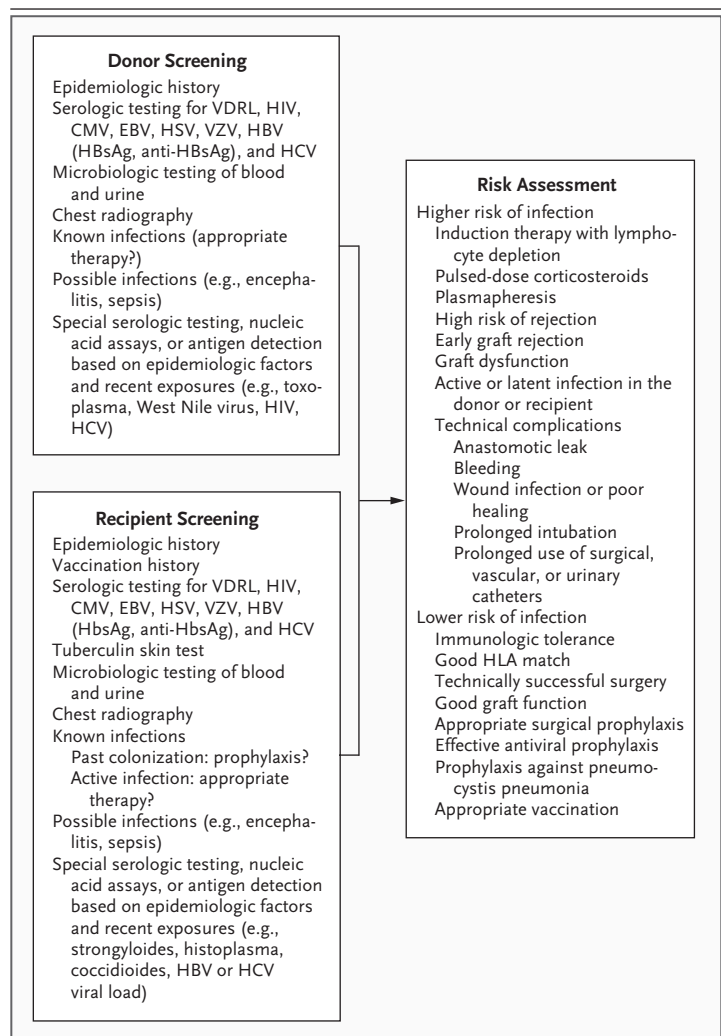 Donor Screening
Epidemiologic history
Serologic testing for VDRL, HIV,
CMV, EBV, HSV, VZV, HBV
(HBsAg, anti-HBsAg), and HCV
Microbiologic testing of blood
and urine
Chest radiography
Known infections (appropriate
therapy?)
Possible infections (e.g., encepha-
litis, sepsis)
Special serologic testing, nucleic
acid assays, or antigen detection
based on epidemiologic factors
and recent exposures (e.g., toxo-
plasma, West Nile virus, HIV,
HCV)
Recipient Screening
Epidemiologic history
Vaccination history
Serologic testing for VDRL, HIV,
CMV, EBV, HSV, VZV, HBV
(HbsAg, anti-HbsAg), and HCV
Tuberculin skin test
Microbiologic testing of blood
and urine
Chest radiography
Known infections
Past colonization: prophylaxis?
Active infection: appropriate
therapy?
Possible infections (e.g., encepha-
litis, sepsis)
Special serologic testing, nucleic
acid assays, or antigen detection
based on epidemiologic factors
and recent exposures (e.g.,
strongyloides, histoplasma,
coccidioides, HBV or HCV
viral load)
Risk Assessment
Higher risk of infection
Induction therapy with lympho-
cyte depletion
Pulsed-dose corticosteroids
Plasmapheresis
High risk of rejection
Early graft rejection
Graft dysfunction
Active or latent infection in the
donor or recipient
Technical complications
Anastomotic leak
Bleeding
Wound infection or poor
healing
Prolonged intubation
Prolonged use of surgical,
vascular, or urinary
catheters
Lower risk of infection
Immunologic tolerance
Good HLA match
Technically successful surgery
Good graft function
Appropriate surgical prophylaxis
Effective antiviral prophylaxis
Prophylaxis against pneumo-
cystis pneumonia
Appropriate vaccination